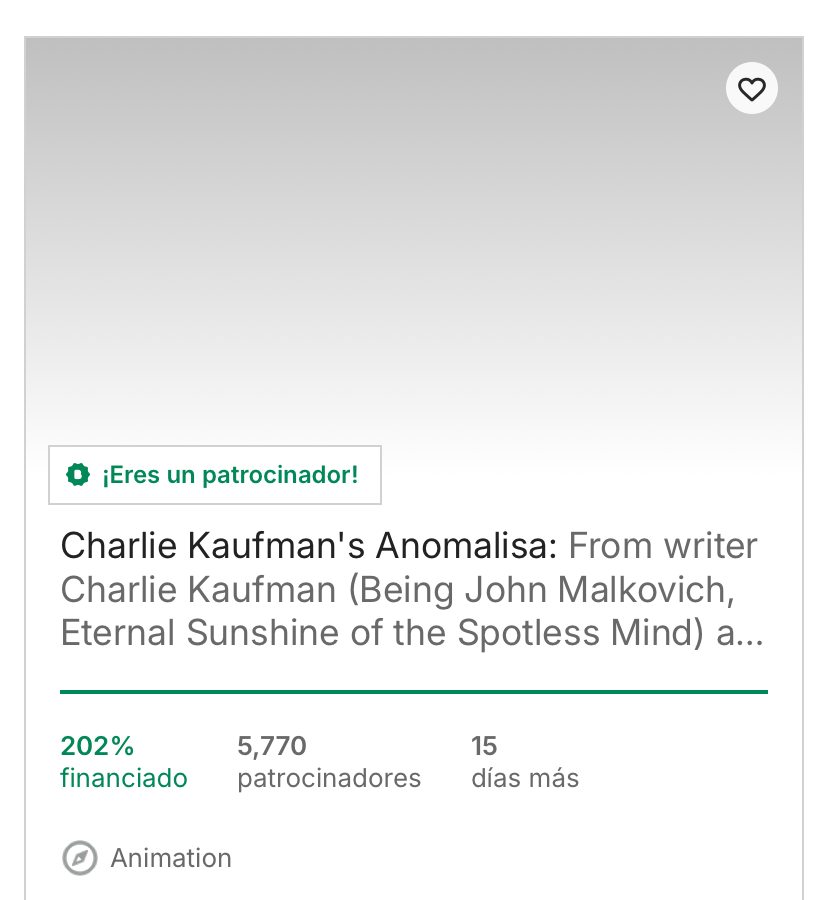 ¡Eres un patrocinador!
Charlie Kaufman's Anomalisa: From writer
Charlie Kaufman (Being John Malkovich,
Eternal Sunshine of the Spotless Mind) a...
202% 5,770 15
financiado patrocinadores días más
Animation